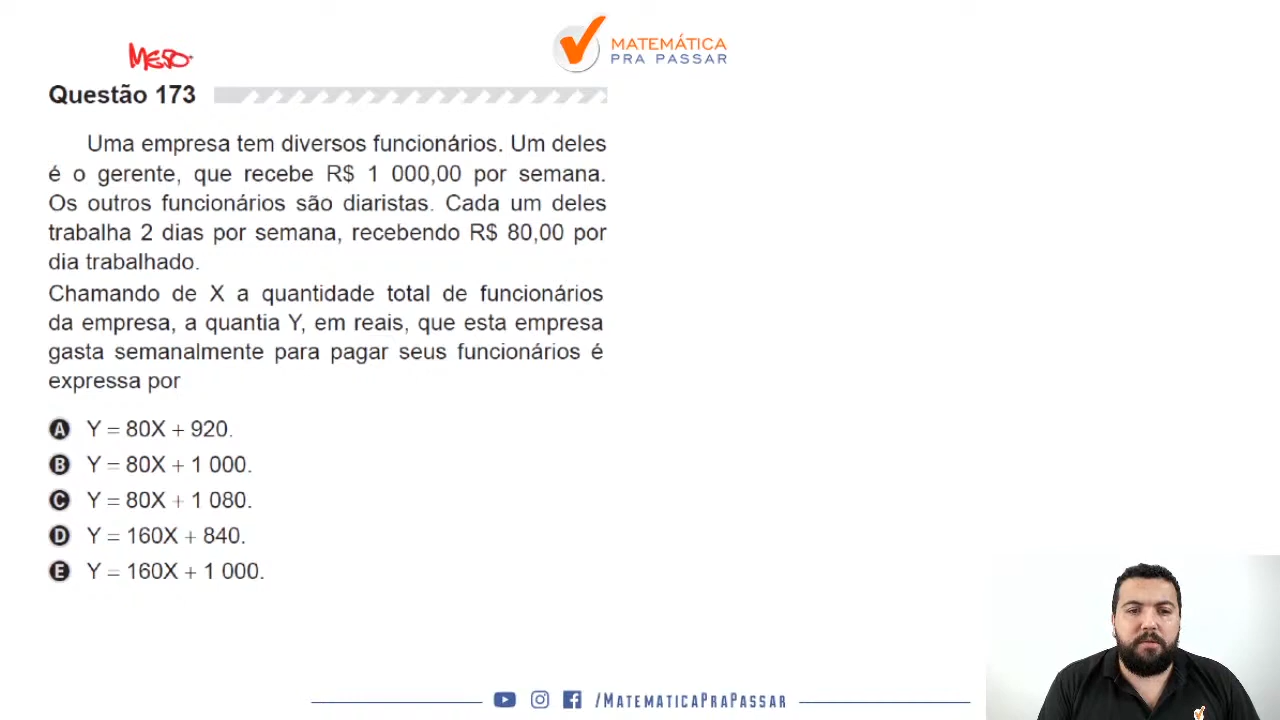 MATEMÁTICA
PRA PASSAR
Questão 173
Uma empresa tem diversos funcionários. Um deles
é o gerente, que recebe R$ 1 000,00 por semana.
Os outros funcionários são diaristas. Cada um deles
trabalha 2 dias por semana, recebendo R$ 80,00 por
dia trabalhado.
Chamando de X a quantidade total de funcionários
da empresa, a quantia Y, em reais, que esta empresa
gasta semanalmente para pagar seus funcionários é
expressa por
A Y = 80X + 920.
B Y = 80X + 1 000.
C Y = 80X + 1 080.
D Y = 160X + 840.
E Y = 160X + 1 000.
/MATEMATICAPRAPASSAR